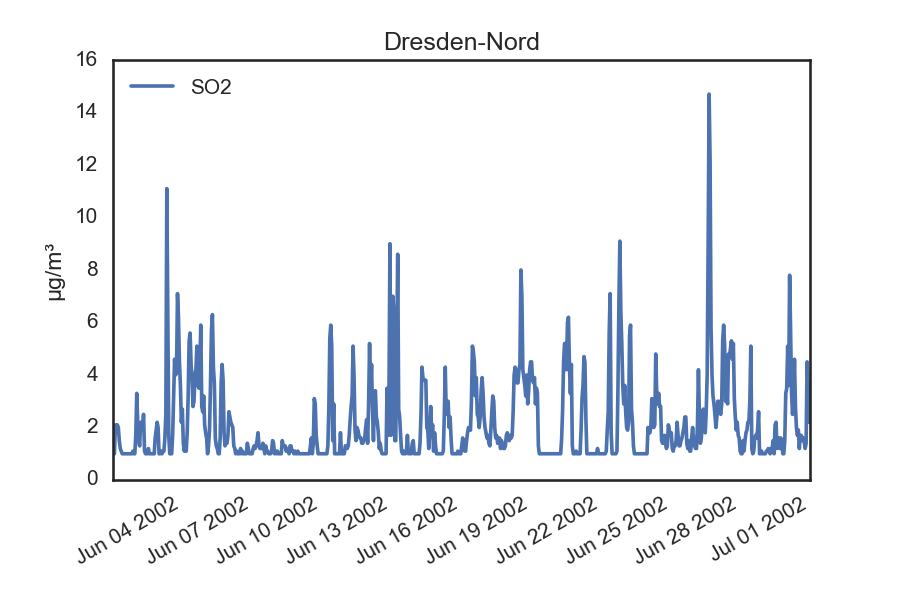 Dresden-Nord
16
14
12
10
8
6
4
2
0
µg/m³
SO2
Jun 04 2002
Jun 07 2002
Jun 10 2002
Jun 13 2002
Jun 16 2002
Jun 19 2002
Jun 22 2002
Jun 25 2002
Jun 28 2002
Jul 01 2002